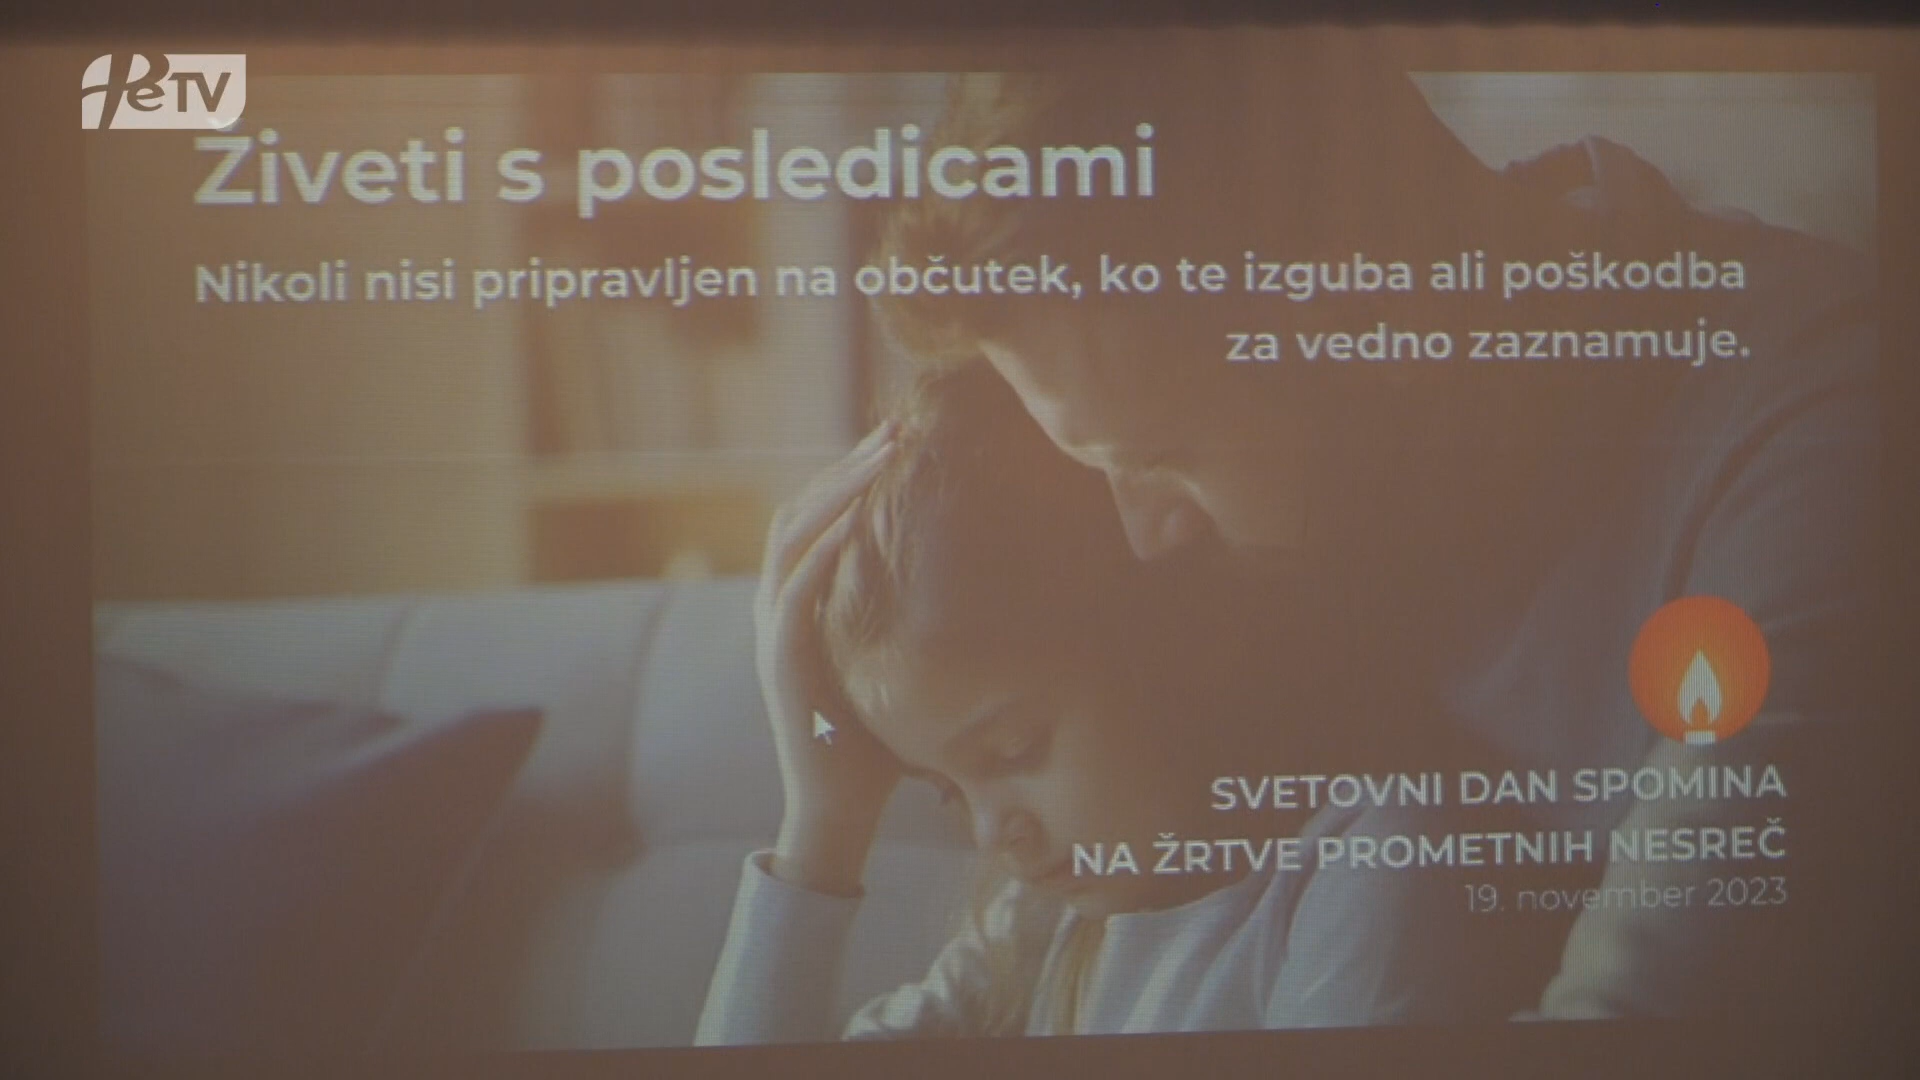 HeTV
Živeti s posledicami
Nikoli nisi pripravljen na občutek, ko te izguba ali poškodba
za vedno zaznamuje.
SVETOVNI DAN SPOMINA
NA ŽRTVE PROMETNIH NESREČ
19. november 2023